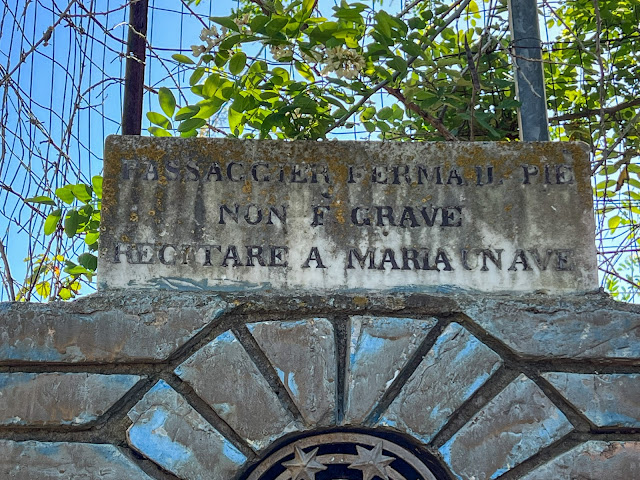 PASSAGGIER FERMA IL PIE
NON È GRAVE
RECITARE A MARIA UN AVE